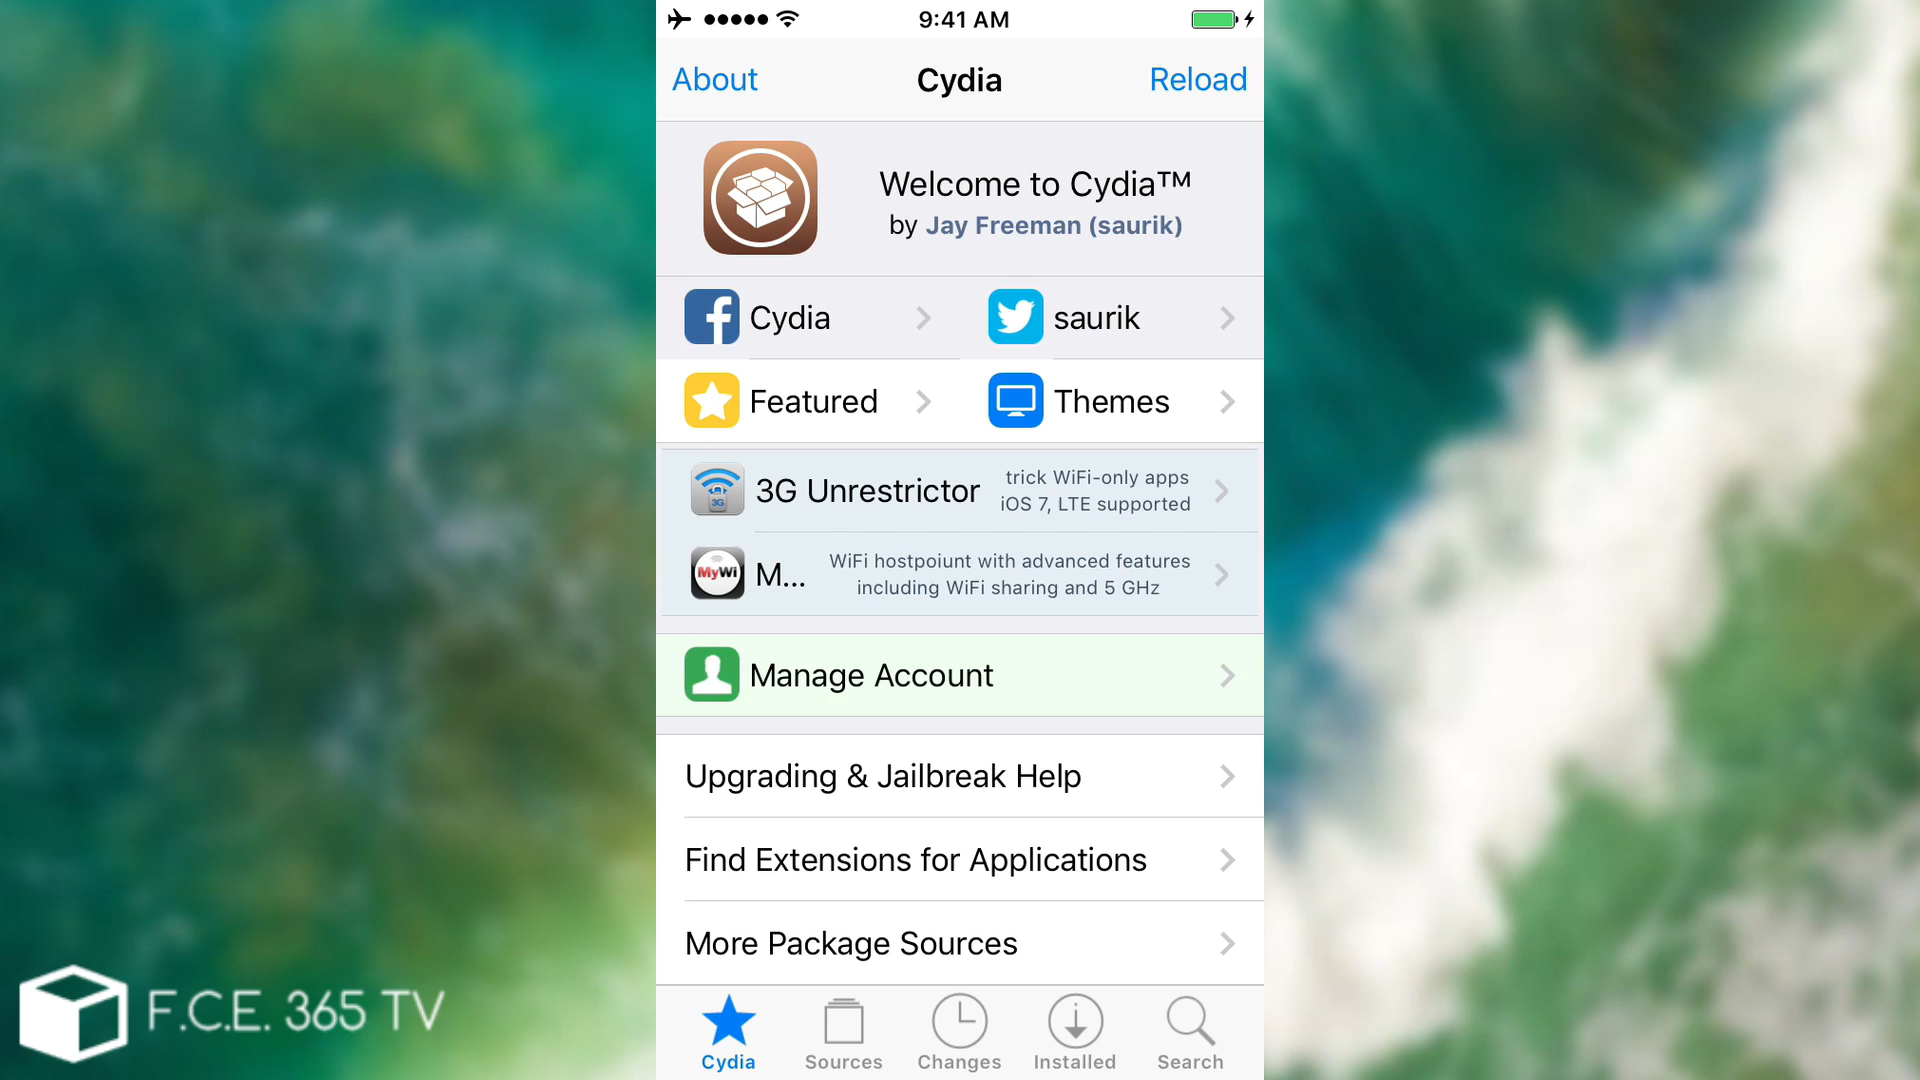 9:41 AM
About
Cydia
Reload
Welcome to Cydia™
by Jay Freeman (saurik)
Cydia
saurik
Featured
Themes
3G
3G Unrestrictor
trick WiFi-only apps
iOS 7, LTE supported
MyWi
M...
WiFi hostpoiunt with advanced features
including WiFi sharing and 5 GHz
Manage Account
Upgrading & Jailbreak Help
Find Extensions for Applications
More Package Sources
Cydia
Sources
Changes
Installed
Search
F.C.E. 365 TV